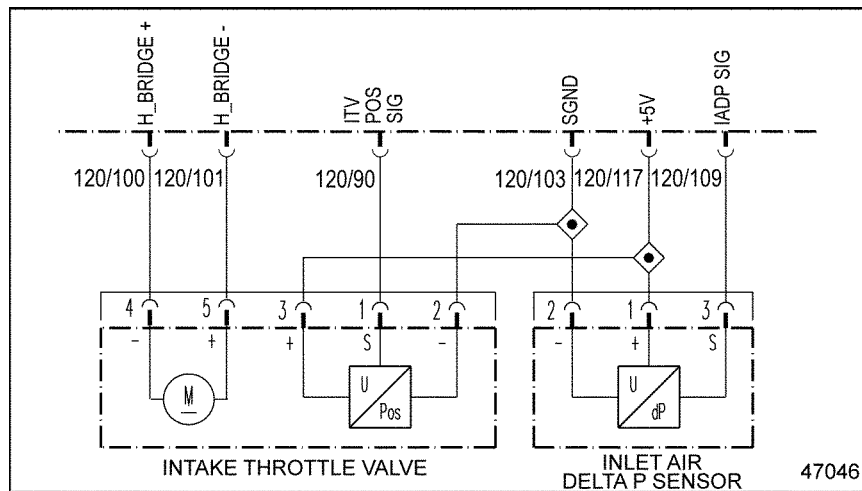 H_BRIDGE +
H_BRIDGE -
ITV
POS
SIG
SGND
+5V
IADP SIG
120/100 120/101 120/90 120/103 120/117 120/109
4 5 3 1 2 2 1 3
- + + S - - + S
M
U
Pos
U
dP
INTAKE THROTTLE VALVE
INLET AIR
DELTA P SENSOR
47046